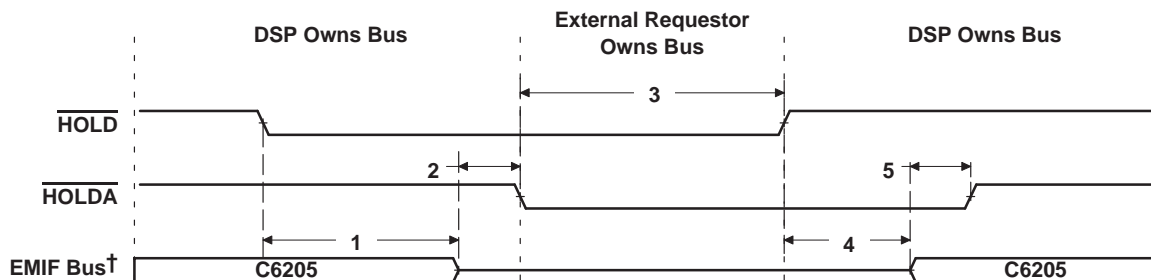 DSP Owns Bus
External Requestor
Owns Bus
DSP Owns Bus
3
HOLD
2
5
HOLDA
1
4
EMIF Bus†
C6205
C6205